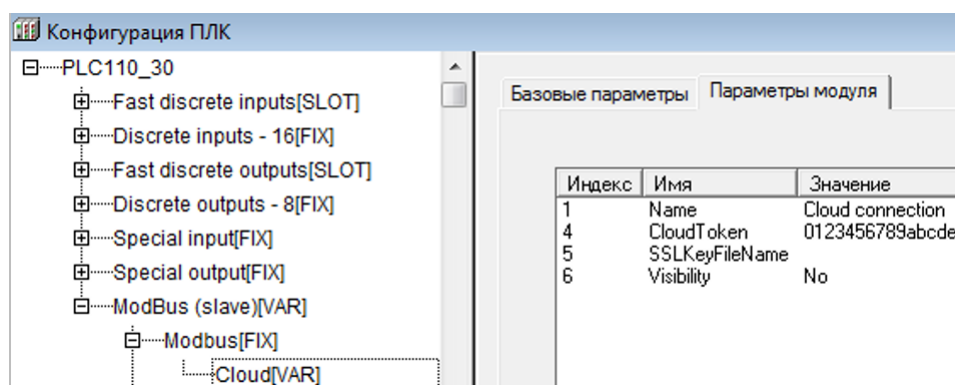 Конфигурация ПЛК
PLC110_30
Fast discrete inputs[SLOT]
Discrete inputs - 16[FIX]
Fast discrete outputs[SLOT]
Discrete outputs - 8[FIX]
Special input[FIX]
Special output[FIX]
ModBus (slave)[VAR]
Modbus[FIX]
Cloud[VAR]
Базовые параметры Параметры модуля
Индекс Имя Значение
1 Name Cloud connection
4 CloudToken 0123456789abcde
5 SSLKeyFileName
6 Visibility No